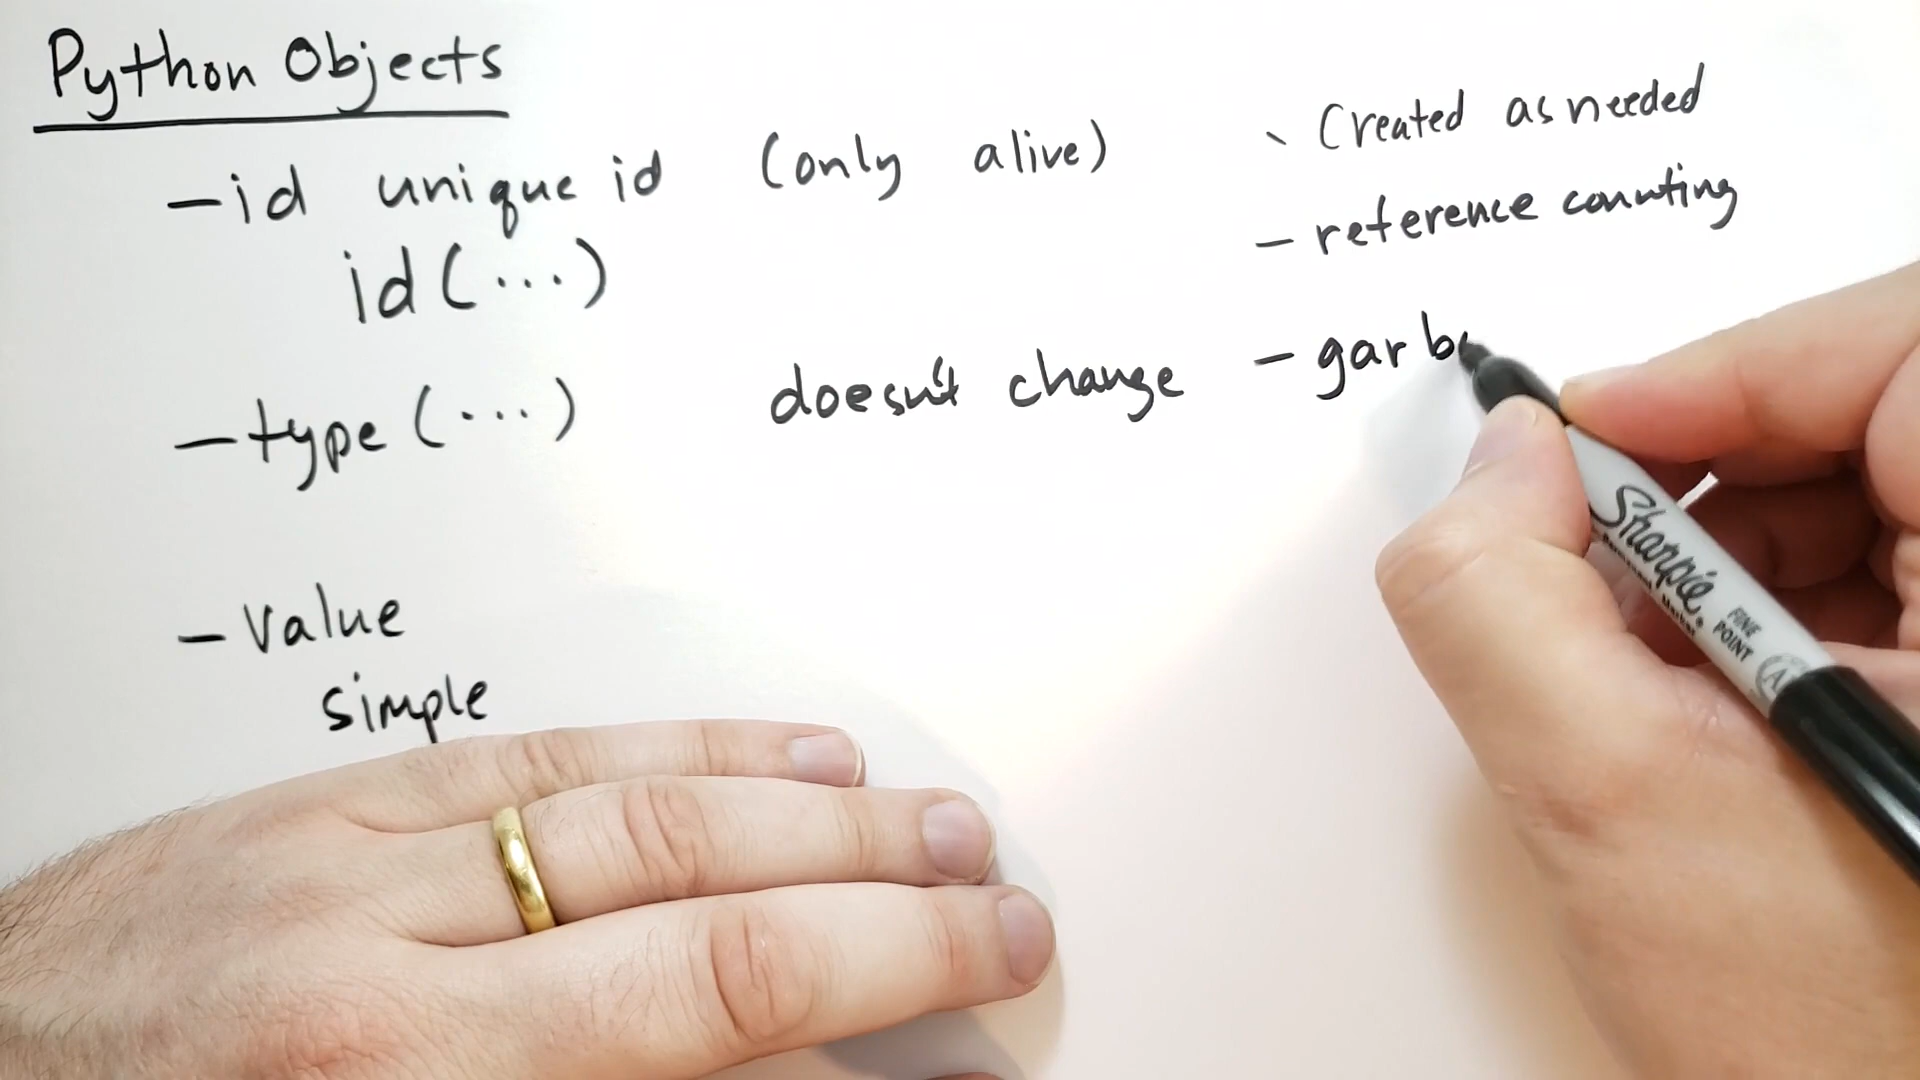 Python Objects
- id unique id (only alive)
id(...)
- type(...) doesn't change
- value
simple
- Created as needed
- reference counting
- garb
Sharpie
FINE
POINT